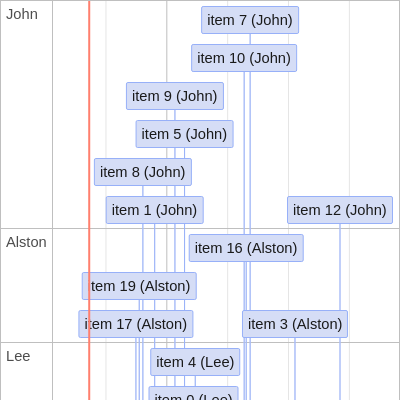 John
item 7 (John)
item 10 (John)
item 9 (John)
item 5 (John)
item 8 (John)
item 1 (John)
item 12 (John)
Alston
item 16 (Alston)
item 19 (Alston)
item 17 (Alston)
item 3 (Alston)
Lee
item 4 (Lee)
item 0 (Lee)